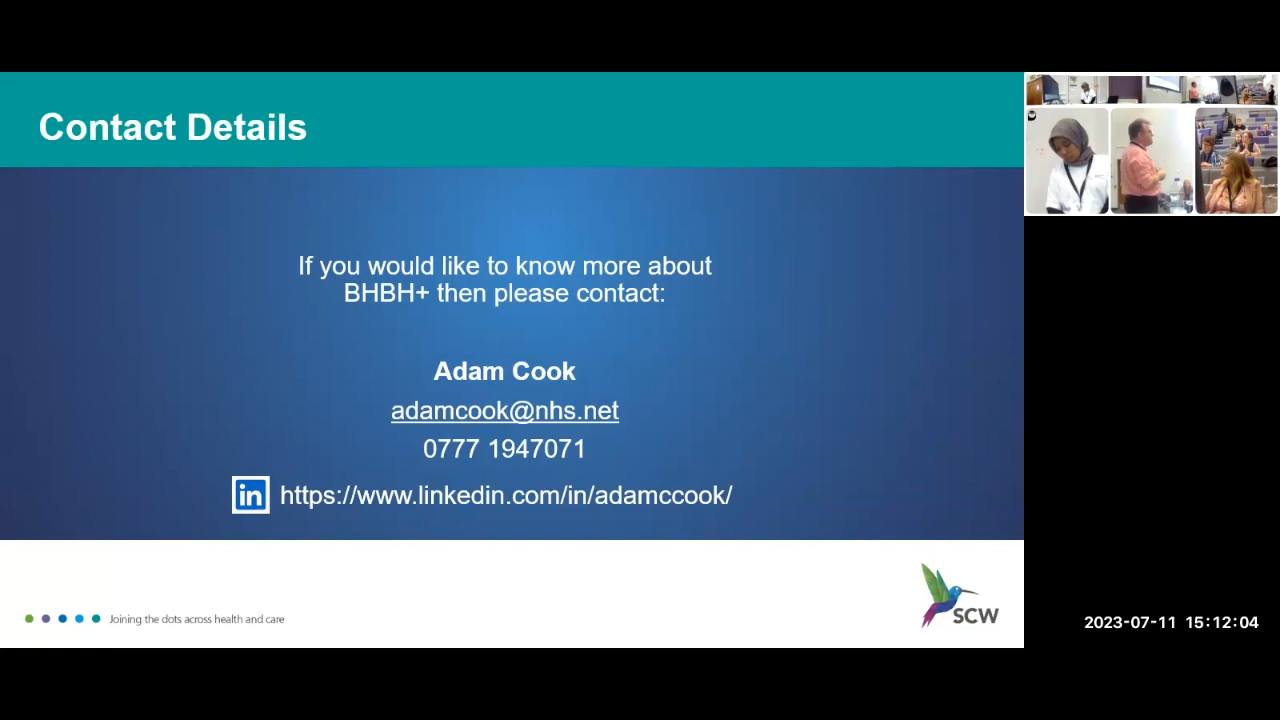 Contact Details
If you would like to know more about
BHBH+ then please contact:
Adam Cook
adamcook@nhs.net
0777 1947071
in https://www.linkedin.com/in/adamccook/
Joining the dots across health and care
SCW
2023-07-11 15:12:04